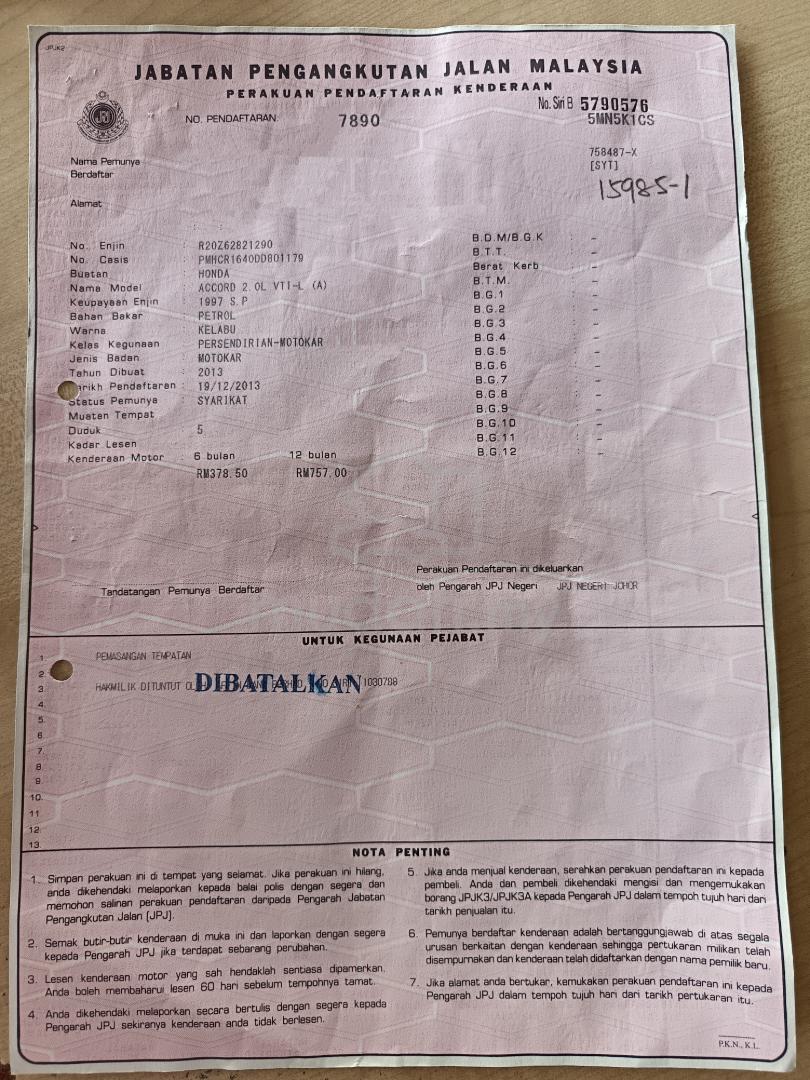 JPJK2
JABATAN PENGANGKUTAN JALAN MALAYSIA
PERAKUAN PENDAFTARAN KENDERAAN
No. Siri B 5790576
NO. PENDAFTARAN: 7890 5MN5K1CS
758487-X
[SYT]
15985-1
Nama Pemunya
Berdaftar
Alamat
No. Enjin : R20Z62821290
No. Casis : PMHCR1640DD801179
Buatan : HONDA
Nama Model : ACCORD 2.0L VTI-L (A)
Keupayaan Enjin : 1997 S.P
Bahan Bakar : PETROL
Warna : KELABU
Kelas Kegunaan : PERSENDIRIAN-MOTOKAR
Jenis Badan : MOTOKAR
Tahun Dibuat : 2013
Tarikh Pendaftaran : 19/12/2013
Status Pemunya : SYARIKAT
Muatan Tempat
Duduk : 5
Kadar Lesen
Kenderaan Motor : 6 bulan 12 bulan
RM378.50 RM757.00
B.D.M/B.G.K : -
B.T.T. : -
Berat Kerb : -
B.T.M. : -
B.G.1 : -
B.G.2 : -
B.G.3 : -
B.G.4 : -
B.G.5 : -
B.G.6 : -
B.G.7 : -
B.G.8 : -
B.G.9 : -
B.G.10 : -
B.G.11 : -
B.G.12 : -
Tandatangan Pemunya Berdaftar
Perakuan Pendaftaran ini dikeluarkan
oleh Pengarah JPJ Negeri JPJ NEGERI JOHOR
UNTUK KEGUNAAN PEJABAT
1. PEMASANGAN TEMPATAN
2.
3. HAKMILIK DITUNTUT DIBATALKAN 1030788
4.
5.
6.
7.
8.
9.
10.
11.
12.
13.
NOTA PENTING
1. Simpan perakuan ini di tempat yang selamat. Jika perakuan ini hilang,
anda dikehendaki melaporkan kepada balai polis dengan segera dan
memohon salinan perakuan pendaftaran daripada Pengarah Jabatan
Pengangkutan Jalan (JPJ).
2. Semak butir-butir kenderaan di muka ini dan laporkan dengan segera
kepada Pengarah JPJ jika terdapat sebarang perubahan.
3. Lesen kenderaan motor yang sah hendaklah sentiasa dipamerkan.
Anda boleh membaharui lesen 60 hari sebelum tempohnya tamat.
4. Anda dikehendaki melaporkan secara bertulis dengan segera kepada
Pengarah JPJ sekiranya kenderaan anda tidak berlesen.
5. Jika anda menjual kenderaan, serahkan perakuan pendaftaran ini kepada
pembeli. Anda dan pembeli dikehendaki mengisi dan mengemukakan
borang JPJK3/JPJK3A kepada Pengarah JPJ dalam tempoh tujuh hari dari
tarikh penjualan itu.
6. Pemunya berdaftar kenderaan adalah bertanggungjawab di atas segala
urusan berkaitan dengan kenderaan sehingga pertukaran milikan telah
disempurnakan dan kenderaan telah didaftarkan dengan nama pemilik baru.
7. Jika alamat anda bertukar, kemukakan perakuan pendaftaran ini kepada
Pengarah JPJ dalam tempoh tujuh hari dari tarikh pertukaran itu.
P.K.N., K.L.